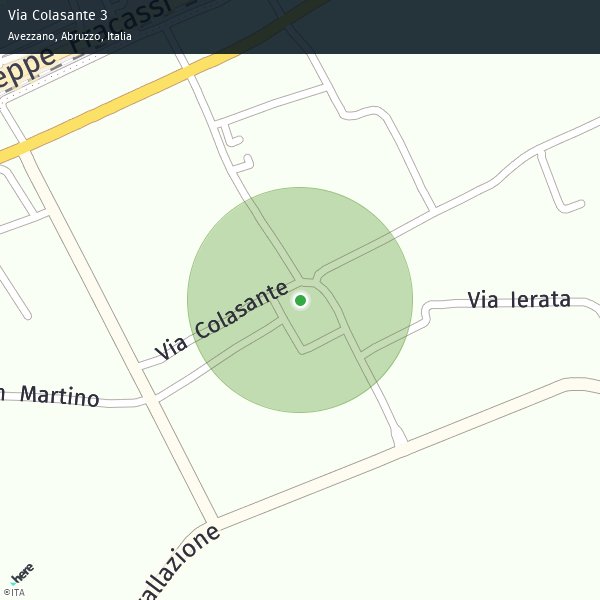 Via Colasante 3
Avezzano, Abruzzo, Italia
eppe Fracassi
Via Colasante
Via Ierata
n Martino
allazione
here
©ITA